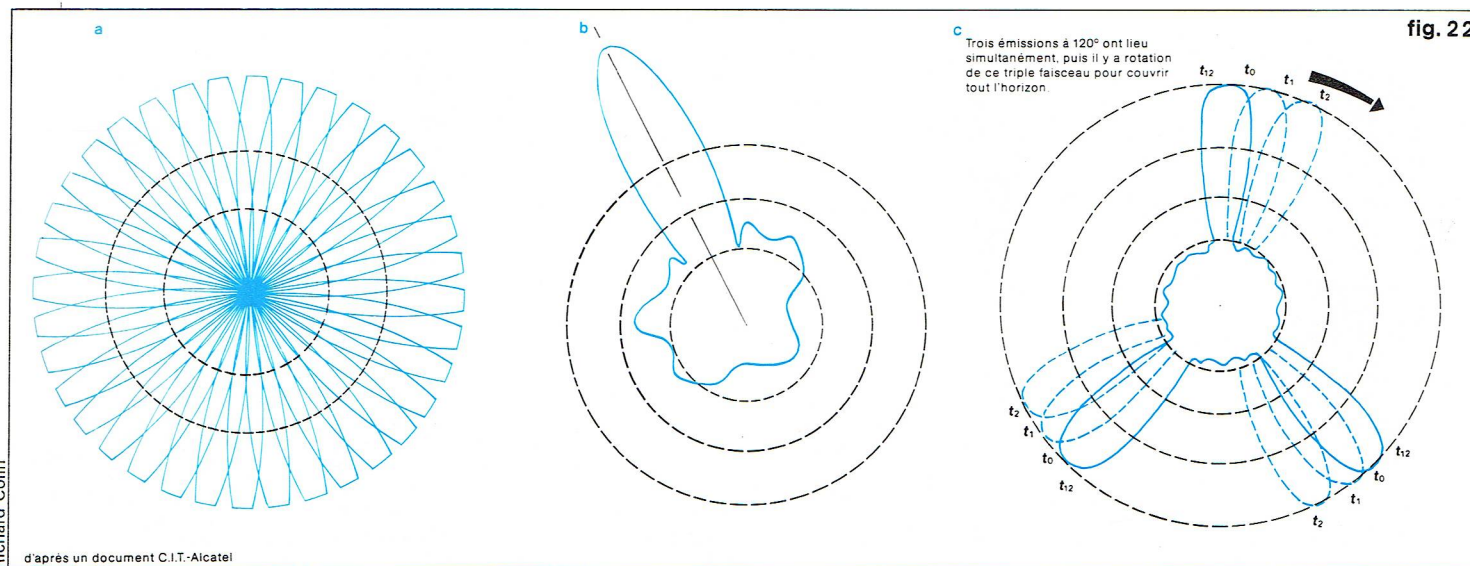 a
b
c
fig. 22
Trois émissions à 120° ont lieu
simultanément, puis il y a rotation
de ce triple faisceau pour couvrir
tout l'horizon.
t12
t0
t1
t2
t2
t1
t0
t12
t12
t0
t1
t2
d'après un document C.I.T.-Alcatel